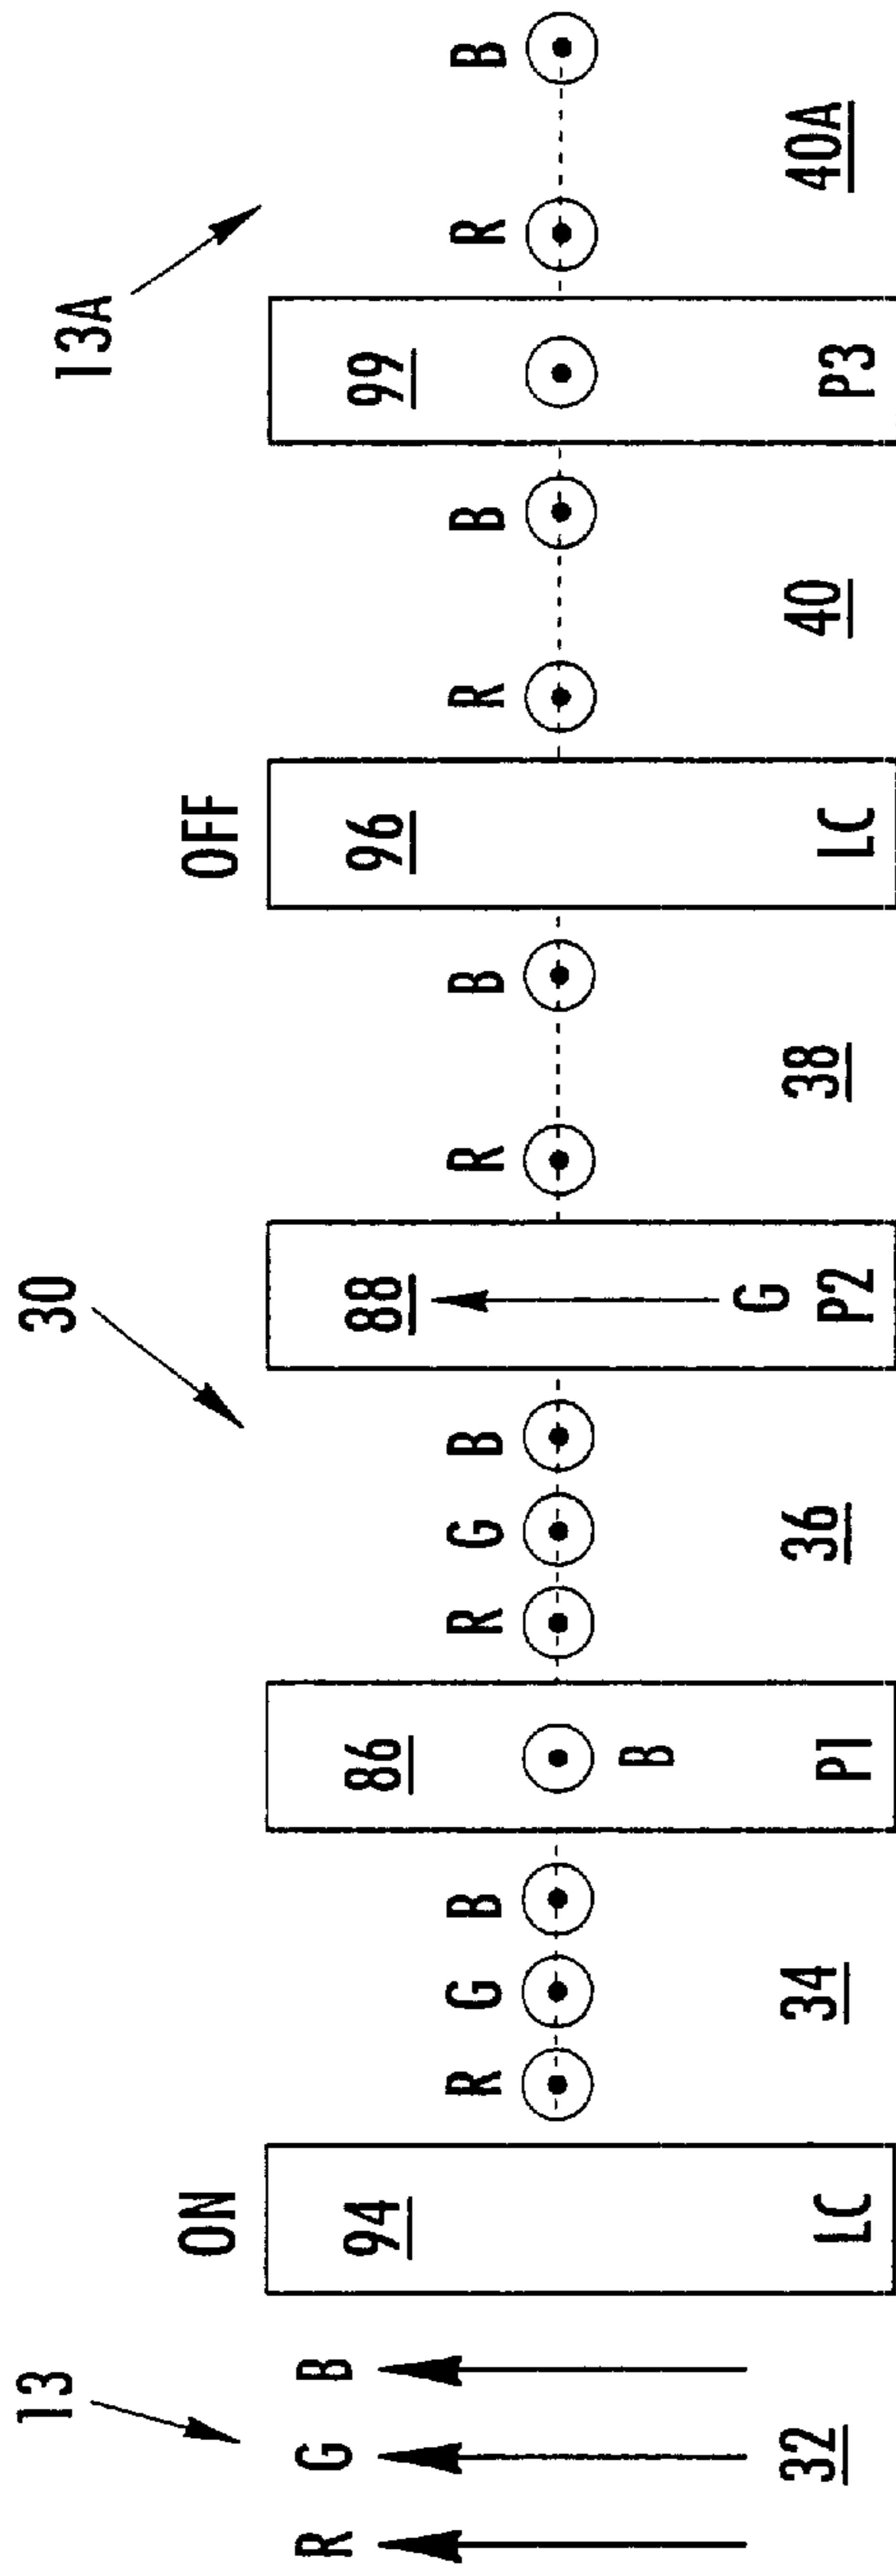 13 30
13A
ON OFF
R G B
94 86 88 96 99
R G B R G B R B R B R B
B
G
32 34 36 38 40 40A
LC P1 P2 LC P3